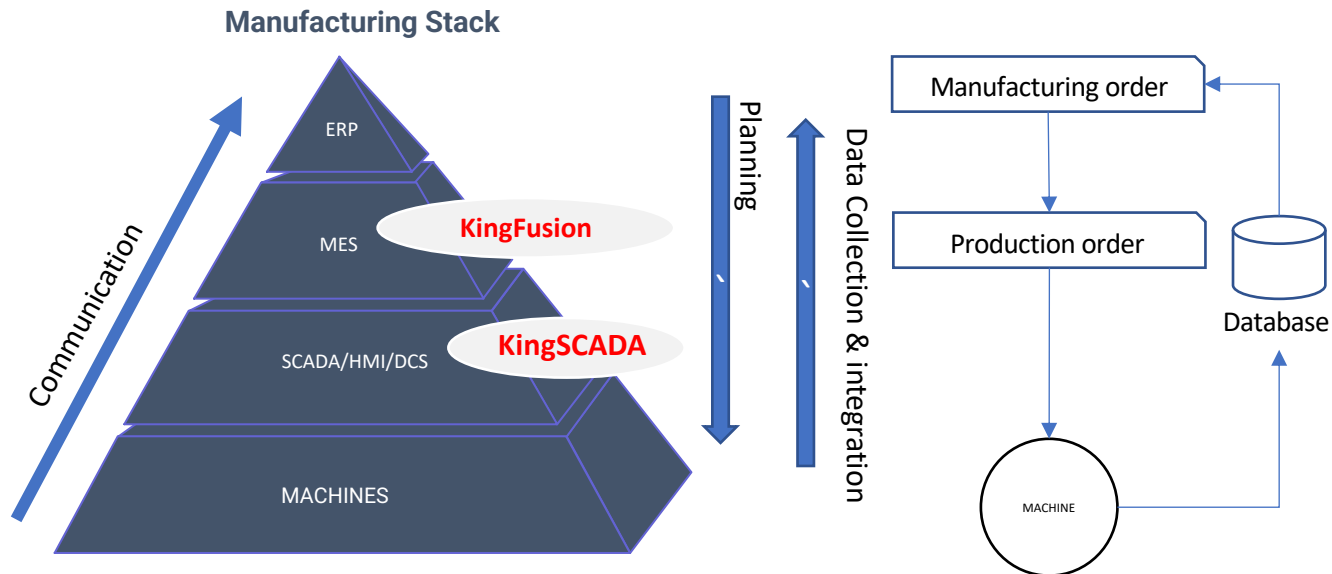 Manufacturing Stack
ERP
MES
SCADA/HMI/DCS
MACHINES
KingFusion
KingSCADA
Communication
Planning
Data Collection & integration
Manufacturing order
Production order
Database
MACHINE